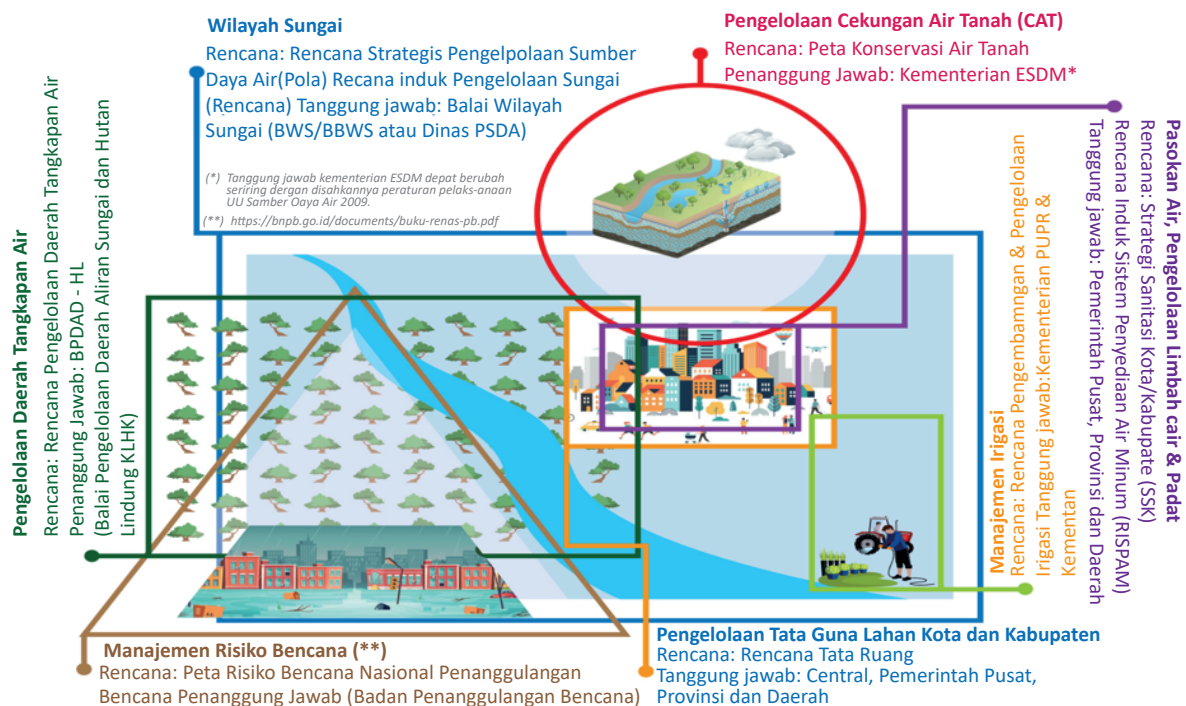 Wilayah Sungai
Rencana: Rencana Strategis Pengelpolaan Sumber
Daya Air(Pola) Recana induk Pengelolaan Sungai
(Rencana) Tanggung jawab: Balai Wilayah
Sungai (BWS/BBWS atau Dinas PSDA)
(*) Tanggung jawab kementerian ESDM depat berubah
seriring dengan disahkannya peraturan pelaks-anaan
UU Samber Oaya Air 2009.
(**) https://bnpb.go.id/documents/buku-renas-pb.pdf
Pengelolaan Cekungan Air Tanah (CAT)
Rencana: Peta Konservasi Air Tanah
Penanggung Jawab: Kementerian ESDM*
Pengelolaan Daerah Tangkapan Air
Rencana: Rencana Pengelolaan Daerah Tangkapan Air
Penanggung Jawab: BPDAD - HL
(Balai Pengelolaan Daerah Aliran Sungai dan Hutan
Lindung KLHK)
Pasokan Air, Pengelolaan Limbah cair & Padat
Rencana: Strategi Sanitasi Kota/Kabupate (SSK)
Rencana Induk Sistem Penyediaan Air Minum (RISPAM)
Tanggung jawab: Pemerintah Pusat, Provinsi dan Daerah
Manajemen Irigasi
Rencana: Rencana Pengembamngan & Pengelolaan
Irigasi Tanggung Jawab:Kementerian PUPR &
Kementan
Manajemen Risiko Bencana (**)
Rencana: Peta Risiko Bencana Nasional Penanggulangan
Bencana Penanggung Jawab (Badan Penanggulangan Bencana)
Pengelolaan Tata Guna Lahan Kota dan Kabupaten
Rencana: Rencana Tata Ruang
Tanggung jawab: Central, Pemerintah Pusat,
Provinsi dan Daerah